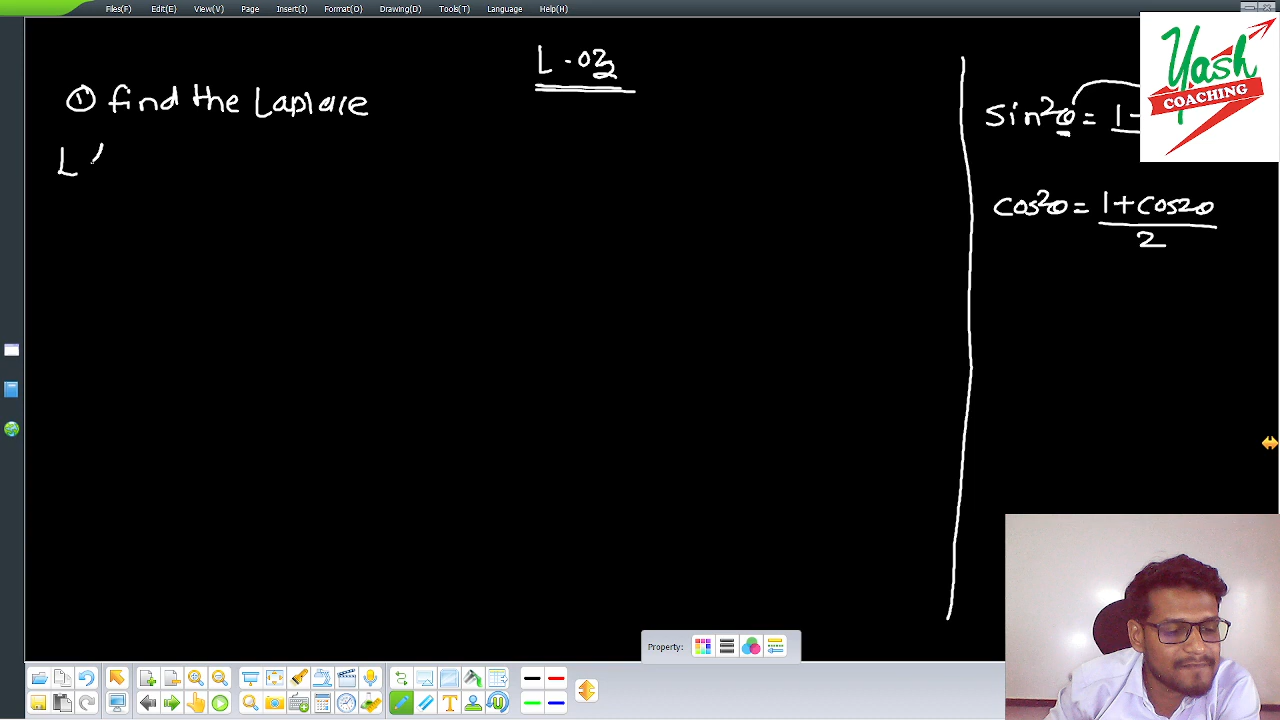 Files(F) Edit(E) View(V) Page Insert(I) Format(O) Drawing(D) Tools(T) Language Help(H)
L-03
① find the Laplace
L
sin²θ = 1-
cos²θ = 1+cos2θ
2
Yash
COACHING
Property: